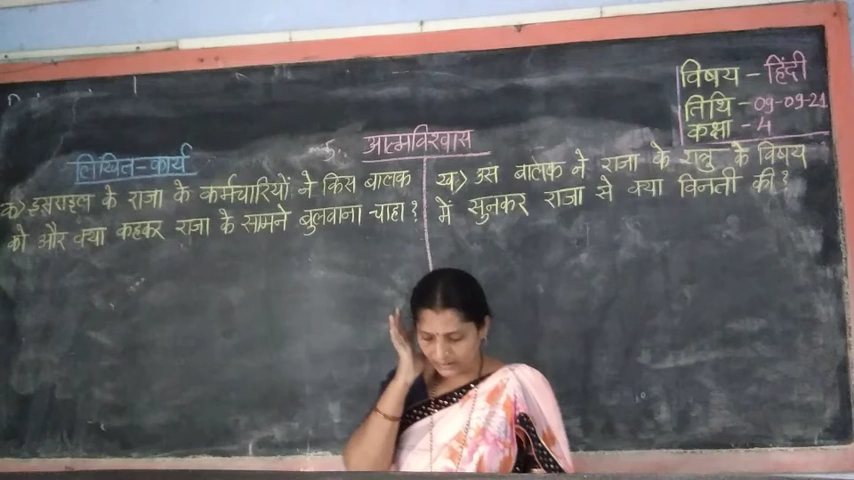 विषय - हिंदी
तिथि - 09-09-21
कक्षा - 4
आत्मविश्वास
लिखित-कार्य
क) इसराइल के राजा के कर्मचारियों ने किस बालक
को और क्या कहकर राजा के सामने बुलवाना चाहा?
ख) उस बालक ने राजा के शत्रु के विषय
में सुनकर राजा से क्या विनती की?